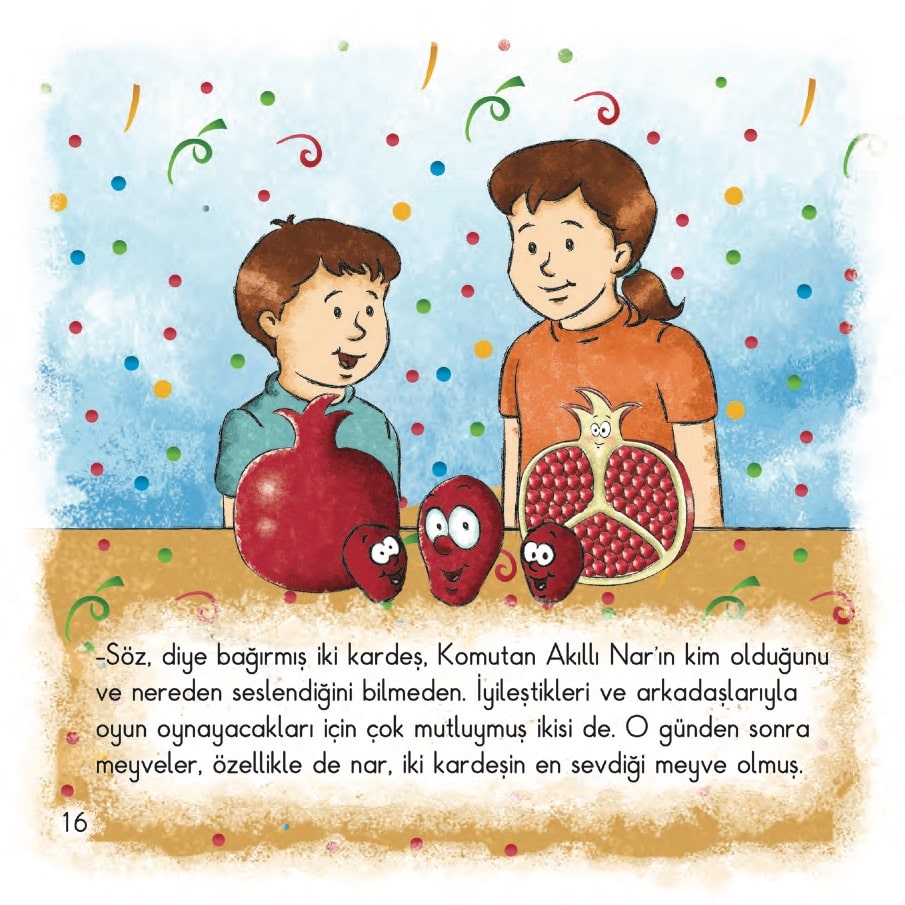 -Söz, diye bağırmış iki kardeş, Komutan Akıllı Nar'ın kim olduğunu
ve nereden seslendiğini bilmeden. İyileştikleri ve arkadaşlarıyla
oyun oynayacakları için çok mutluymuş ikisi de. O günden sonra
meyveler, özellikle de nar, iki kardeşin en sevdiği meyve olmuş.
16